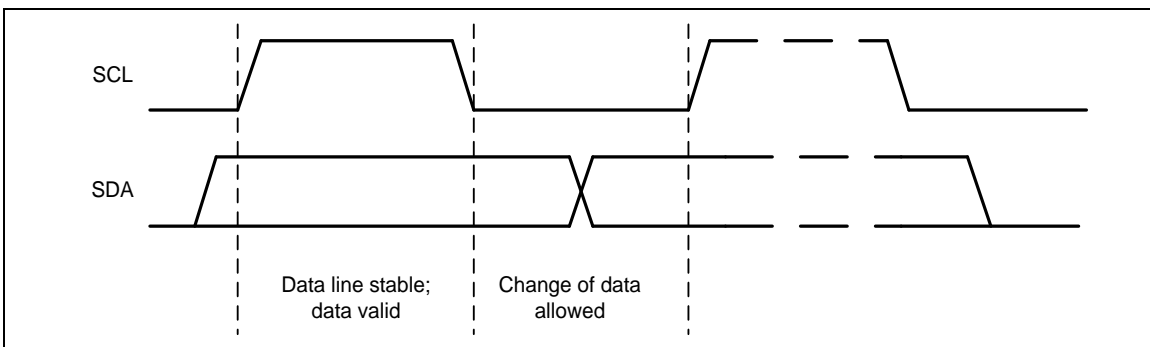 SCL
SDA
Data line stable;
data valid
Change of data
allowed